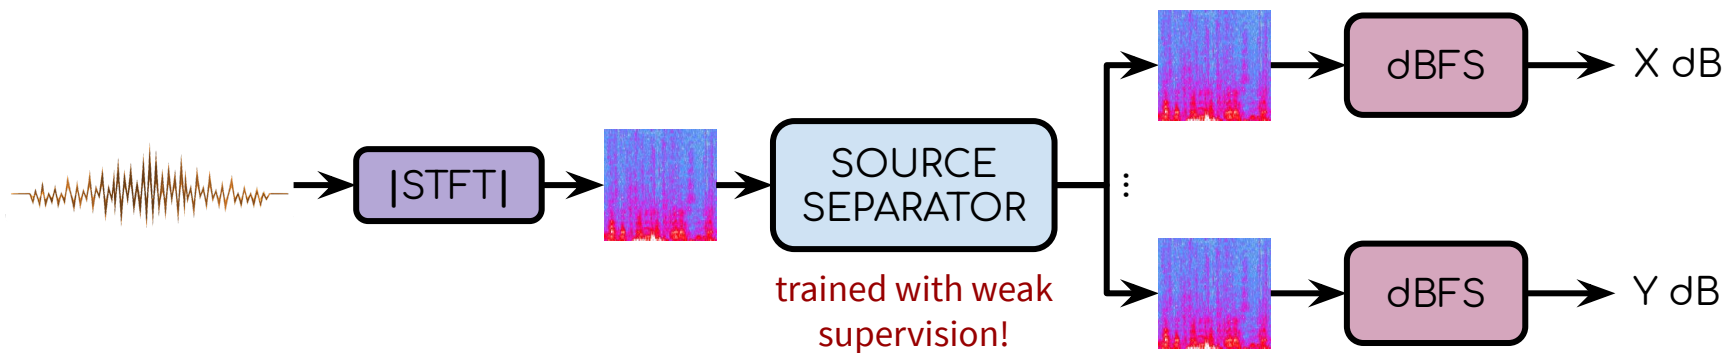 |STFT|
SOURCE
SEPARATOR
trained with weak
supervision!
...
dBFS
X dB
dBFS
Y dB